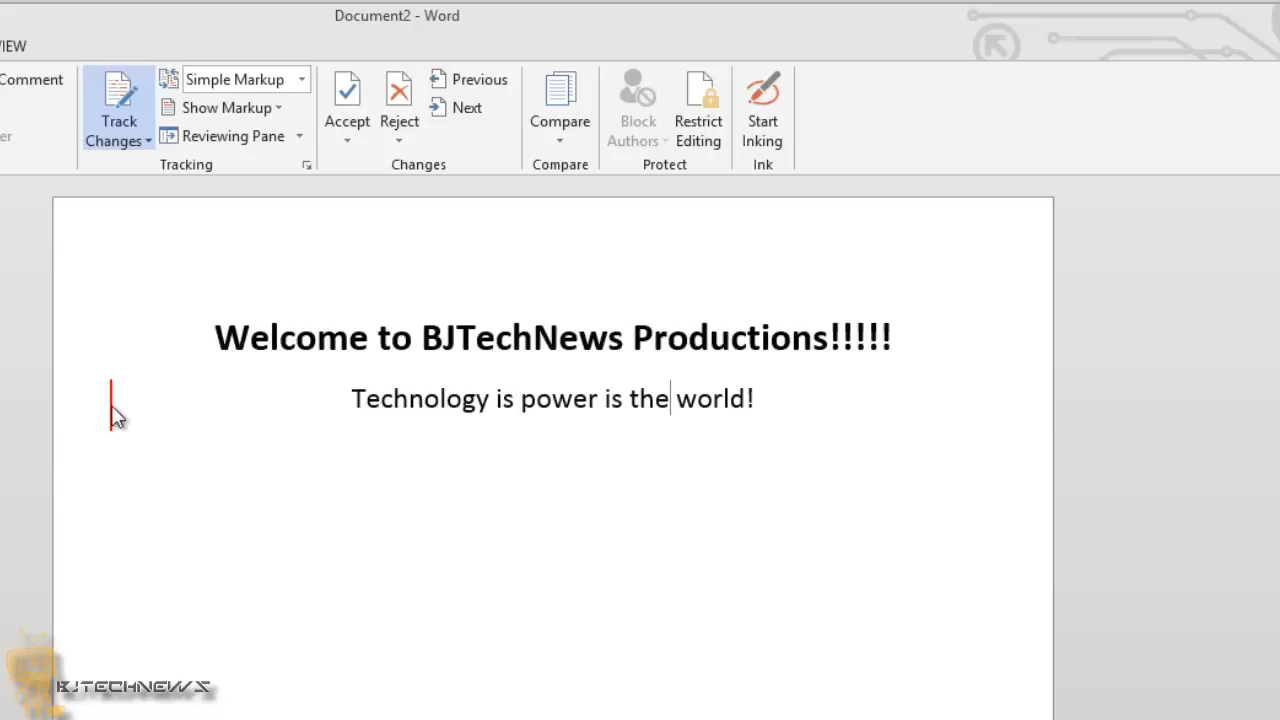 Document2 - Word
IEW
Comment
er
Track
Changes
Simple Markup
Show Markup
Reviewing Pane
Tracking
Accept
Reject
Previous
Next
Changes
Compare
Compare
Block
Authors
Restrict
Editing
Protect
Start
Inking
Ink
Welcome to BJTechNews Productions!!!!!
Technology is power is the world!
BJTECHNEWS